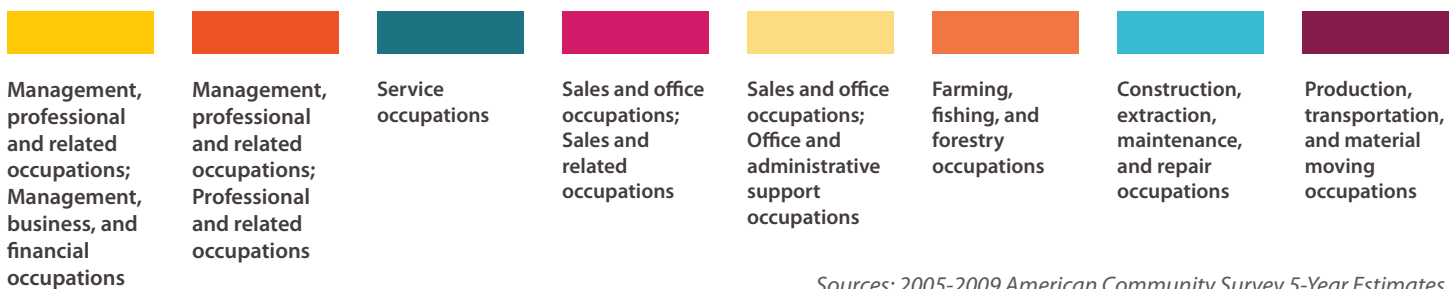 Management,
professional
and related
occupations;
Management,
business, and
financial
occupations
Management,
professional
and related
occupations;
Professional
and related
occupations
Service
occupations
Sales and office
occupations;
Sales and
related
occupations
Sales and office
occupations;
Office and
administrative
support
occupations
Farming,
fishing, and
forestry
occupations
Construction,
extraction,
maintenance,
and repair
occupations
Production,
transportation,
and material
moving
occupations
Sources: 2005-2009 American Community Survey 5-Year Estimates